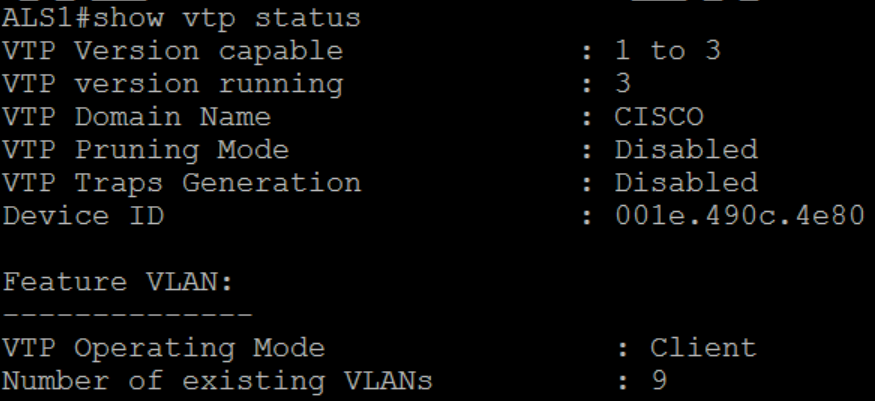 ALS1#show vtp status
VTP Version capable : 1 to 3
VTP version running : 3
VTP Domain Name : CISCO
VTP Pruning Mode : Disabled
VTP Traps Generation : Disabled
Device ID : 001e.490c.4e80
Feature VLAN:
--------------
VTP Operating Mode : Client
Number of existing VLANs : 9